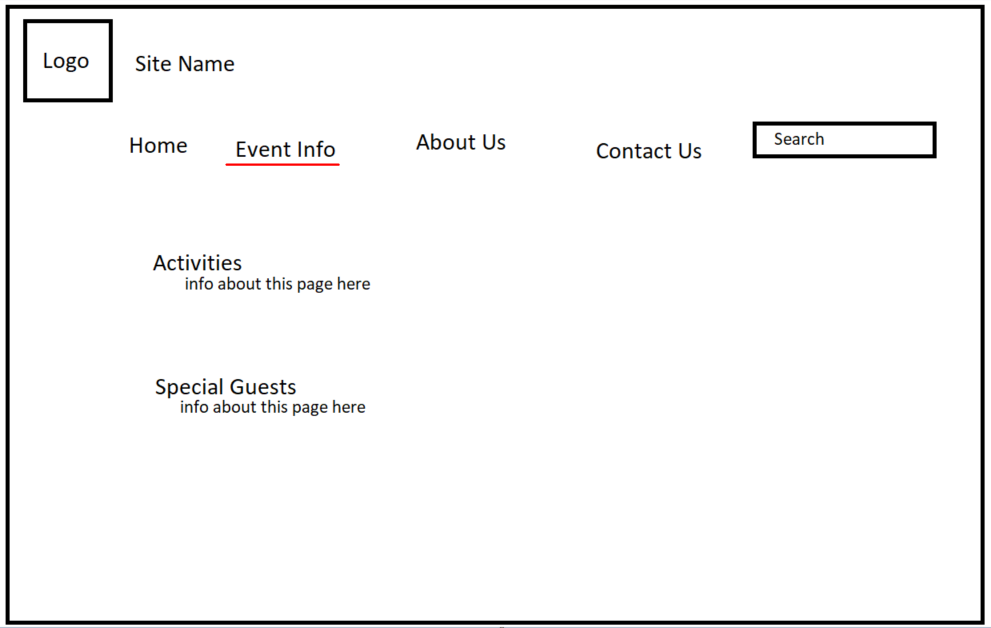 Logo
Site Name
Home
Event Info
About Us
Contact Us
Search
Activities
info about this page here
Special Guests
info about this page here